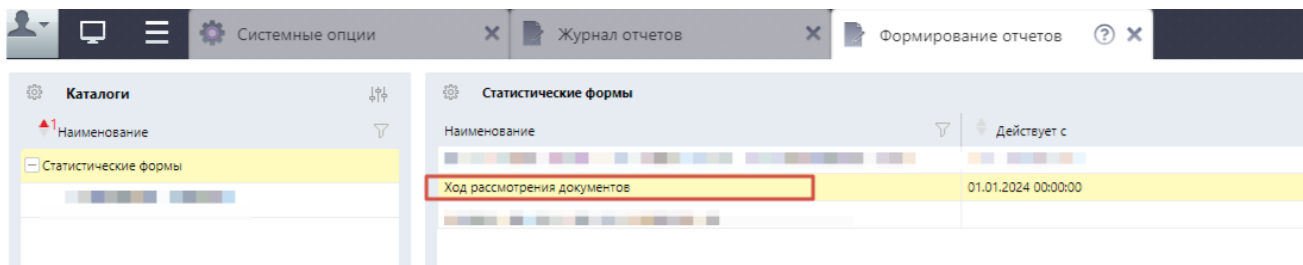 Системные опции
Журнал отчетов
Формирование отчетов ?
Каталоги
1 Наименование
Статистические формы
Статистические формы
Наименование Действует с
Ход рассмотрения документов 01.01.2024 00:00:00